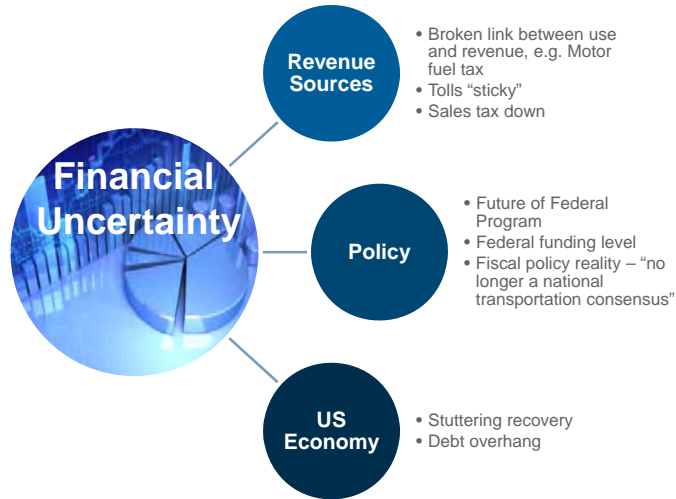 Financial
Uncertainty
Revenue
Sources
• Broken link between use
and revenue, e.g. Motor
fuel tax
• Tolls “sticky”
• Sales tax down
Policy
• Future of Federal
Program
• Federal funding level
• Fiscal policy reality – “no
longer a national
transportation consensus”
US
Economy
• Stuttering recovery
• Debt overhang